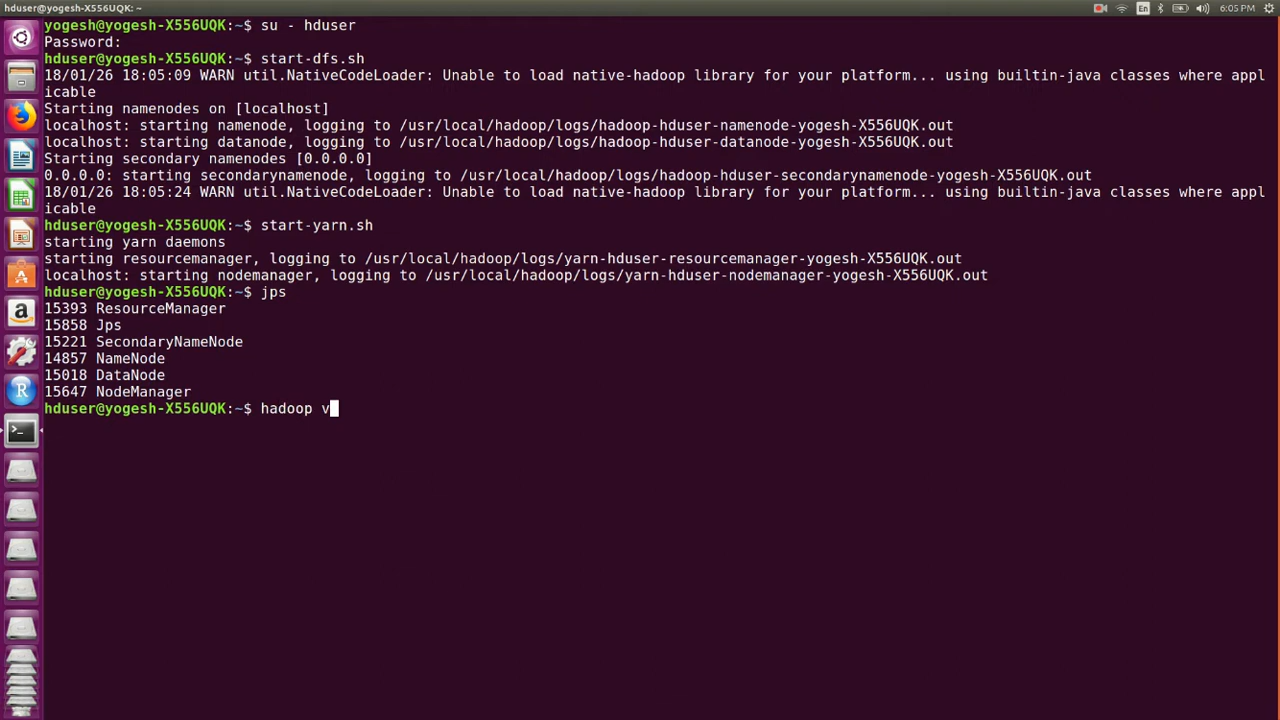 hduser@yogesh-X556UQK: ~
En
6:05 PM
yogesh@yogesh-X556UQK:~$ su - hduser
Password:
hduser@yogesh-X556UQK:~$ start-dfs.sh
18/01/26 18:05:09 WARN util.NativeCodeLoader: Unable to load native-hadoop library for your platform... using builtin-java classes where appl
icable
Starting namenodes on [localhost]
localhost: starting namenode, logging to /usr/local/hadoop/logs/hadoop-hduser-namenode-yogesh-X556UQK.out
localhost: starting datanode, logging to /usr/local/hadoop/logs/hadoop-hduser-datanode-yogesh-X556UQK.out
Starting secondary namenodes [0.0.0.0]
0.0.0.0: starting secondarynamenode, logging to /usr/local/hadoop/logs/hadoop-hduser-secondarynamenode-yogesh-X556UQK.out
18/01/26 18:05:24 WARN util.NativeCodeLoader: Unable to load native-hadoop library for your platform... using builtin-java classes where appl
icable
hduser@yogesh-X556UQK:~$ start-yarn.sh
starting yarn daemons
starting resourcemanager, logging to /usr/local/hadoop/logs/yarn-hduser-resourcemanager-yogesh-X556UQK.out
localhost: starting nodemanager, logging to /usr/local/hadoop/logs/yarn-hduser-nodemanager-yogesh-X556UQK.out
hduser@yogesh-X556UQK:~$ jps
15393 ResourceManager
15858 Jps
15221 SecondaryNameNode
14857 NameNode
15018 DataNode
15647 NodeManager
hduser@yogesh-X556UQK:~$ hadoop v